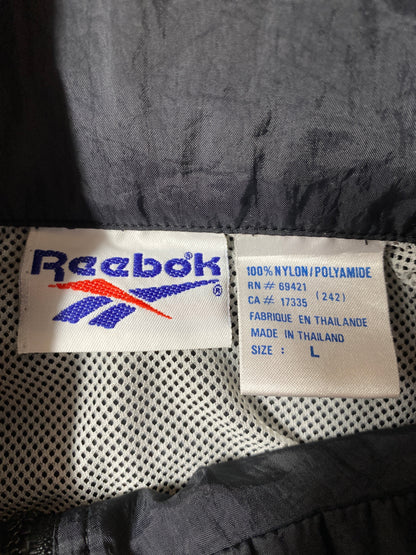 Reebok®
100% NYLON/POLYAMIDE
RN # 69421
CA # 17335 (242)
FABRIQUE EN THAILANDE
MADE IN THAILAND
SIZE : L